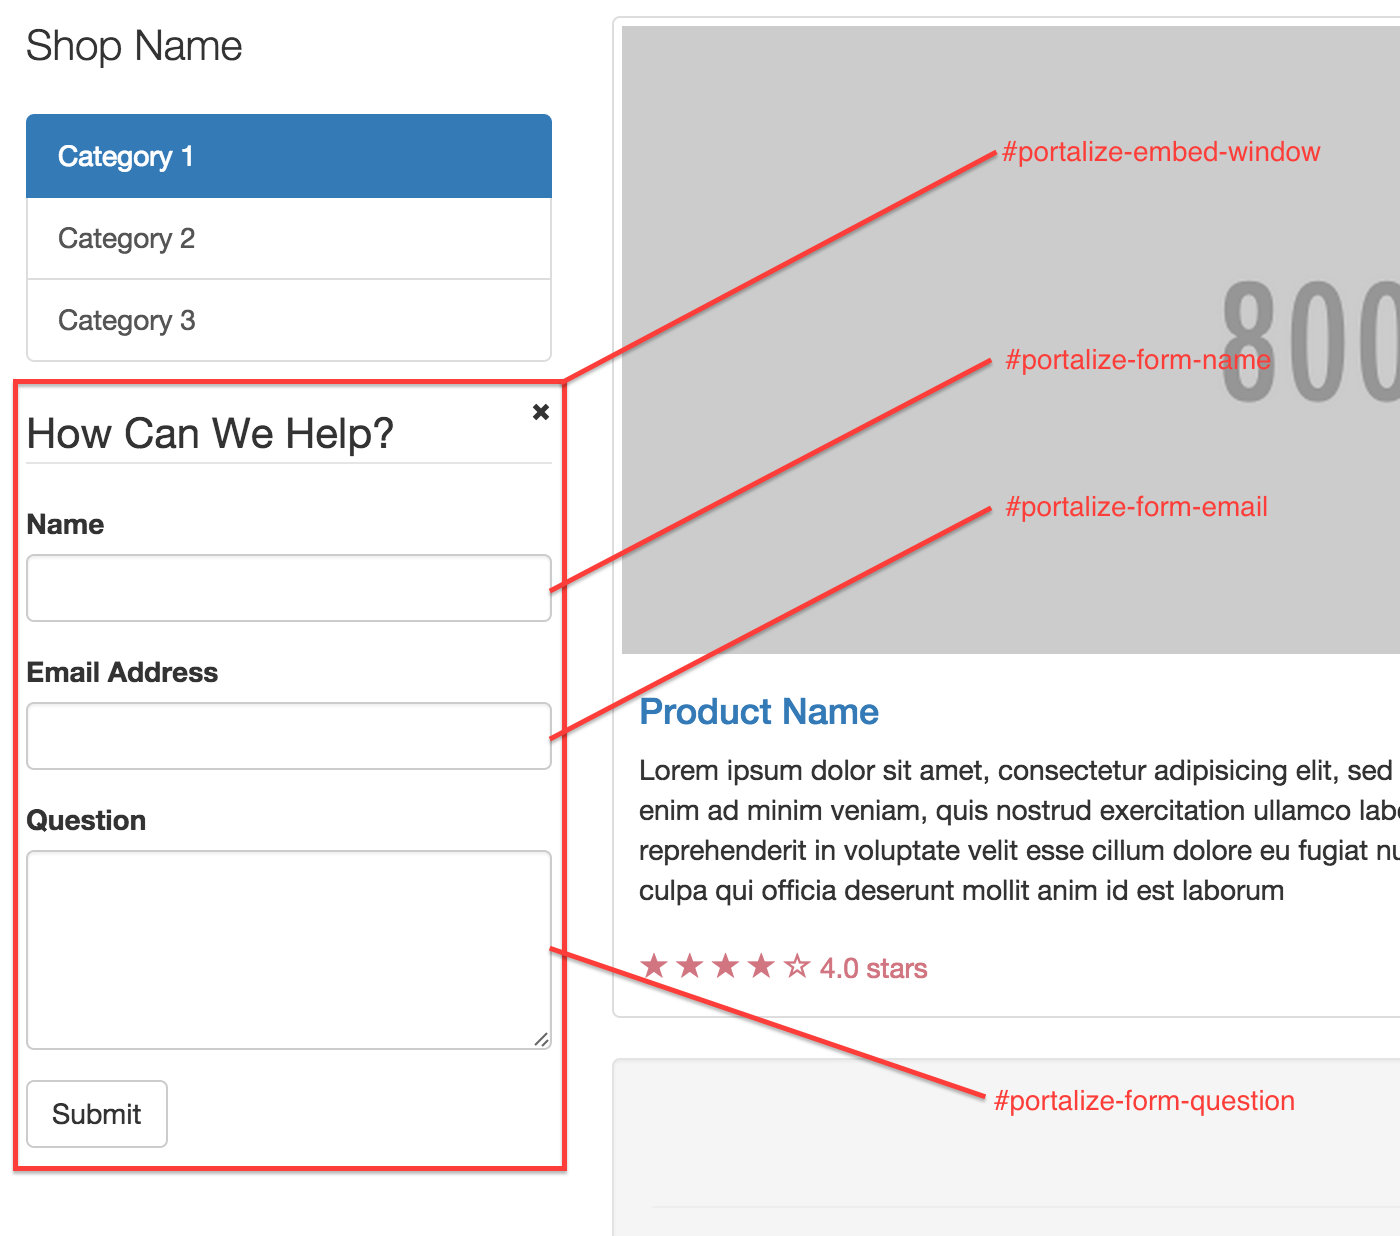 Shop Name
Category 1
Category 2
Category 3
How Can We Help?
✖
Name
Email Address
Question
Submit
#portalize-embed-window
800
#portalize-form-name
#portalize-form-email
Product Name
Lorem ipsum dolor sit amet, consectetur adipisicing elit, sed
enim ad minim veniam, quis nostrud exercitation ullamco
reprehenderit in voluptate velit esse cillum dolore eu fugiat
culpa qui officia deserunt mollit anim id est laborum
★ ★ ★ ★ ☆ 4.0 stars
#portalize-form-question